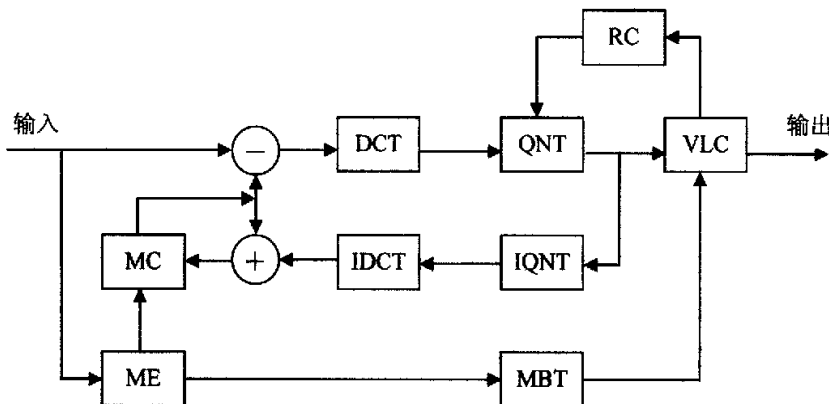 RC
输入
DCT
QNT
VLC
输出
−
MC
+
IDCT
IQNT
ME
MBT